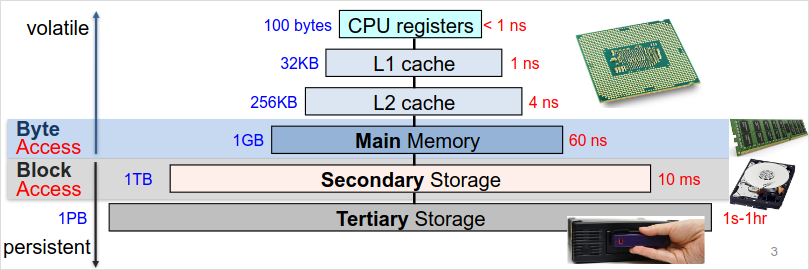 volatile
100 bytes CPU registers < 1 ns
32KB L1 cache 1 ns
256KB L2 cache 4 ns
Byte
Access
1GB Main Memory 60 ns
Block
Access
1TB Secondary Storage 10 ms
1PB Tertiary Storage 1s-1hr
persistent
3